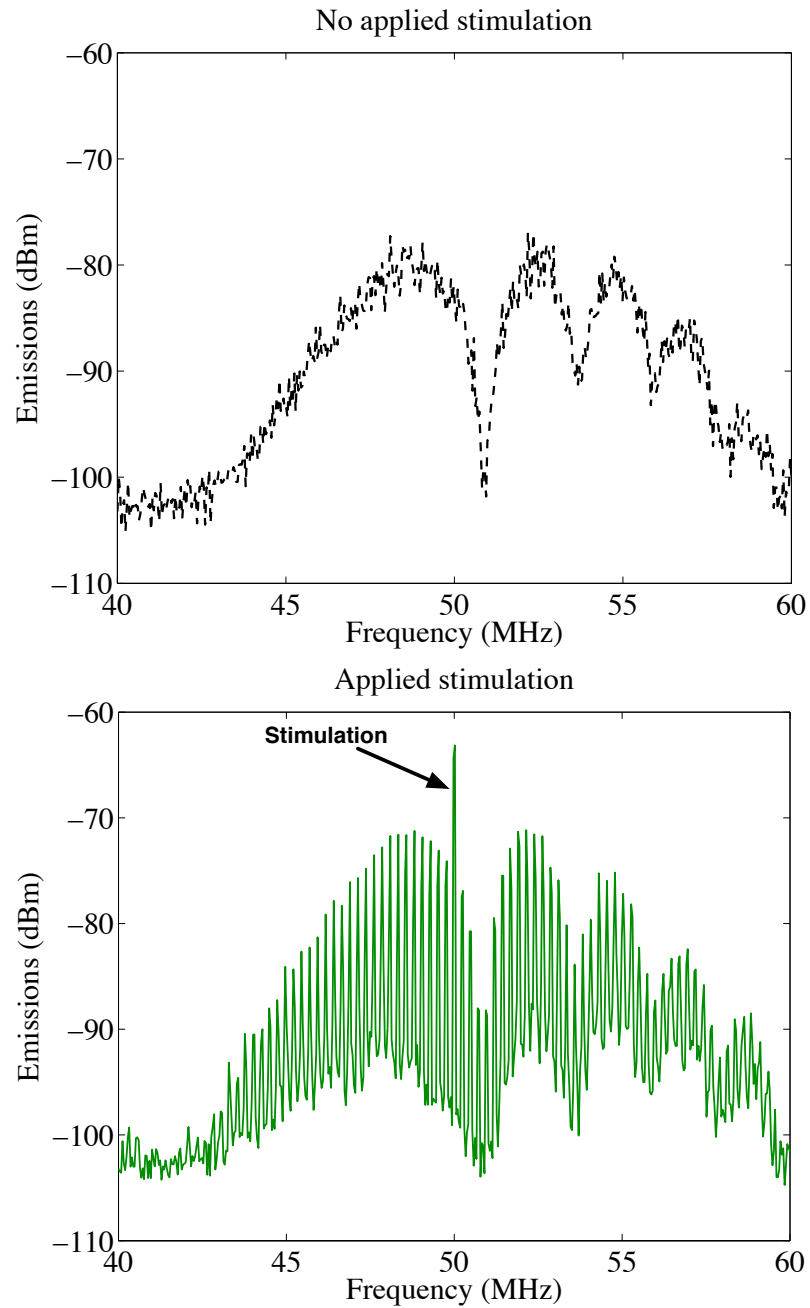 No applied stimulation
−60
−70
−80
−90
−100
−110
Emissions (dBm)
40 45 50 55 60
Frequency (MHz)
Applied stimulation
Stimulation
−60
−70
−80
−90
−100
−110
Emissions (dBm)
40 45 50 55 60
Frequency (MHz)